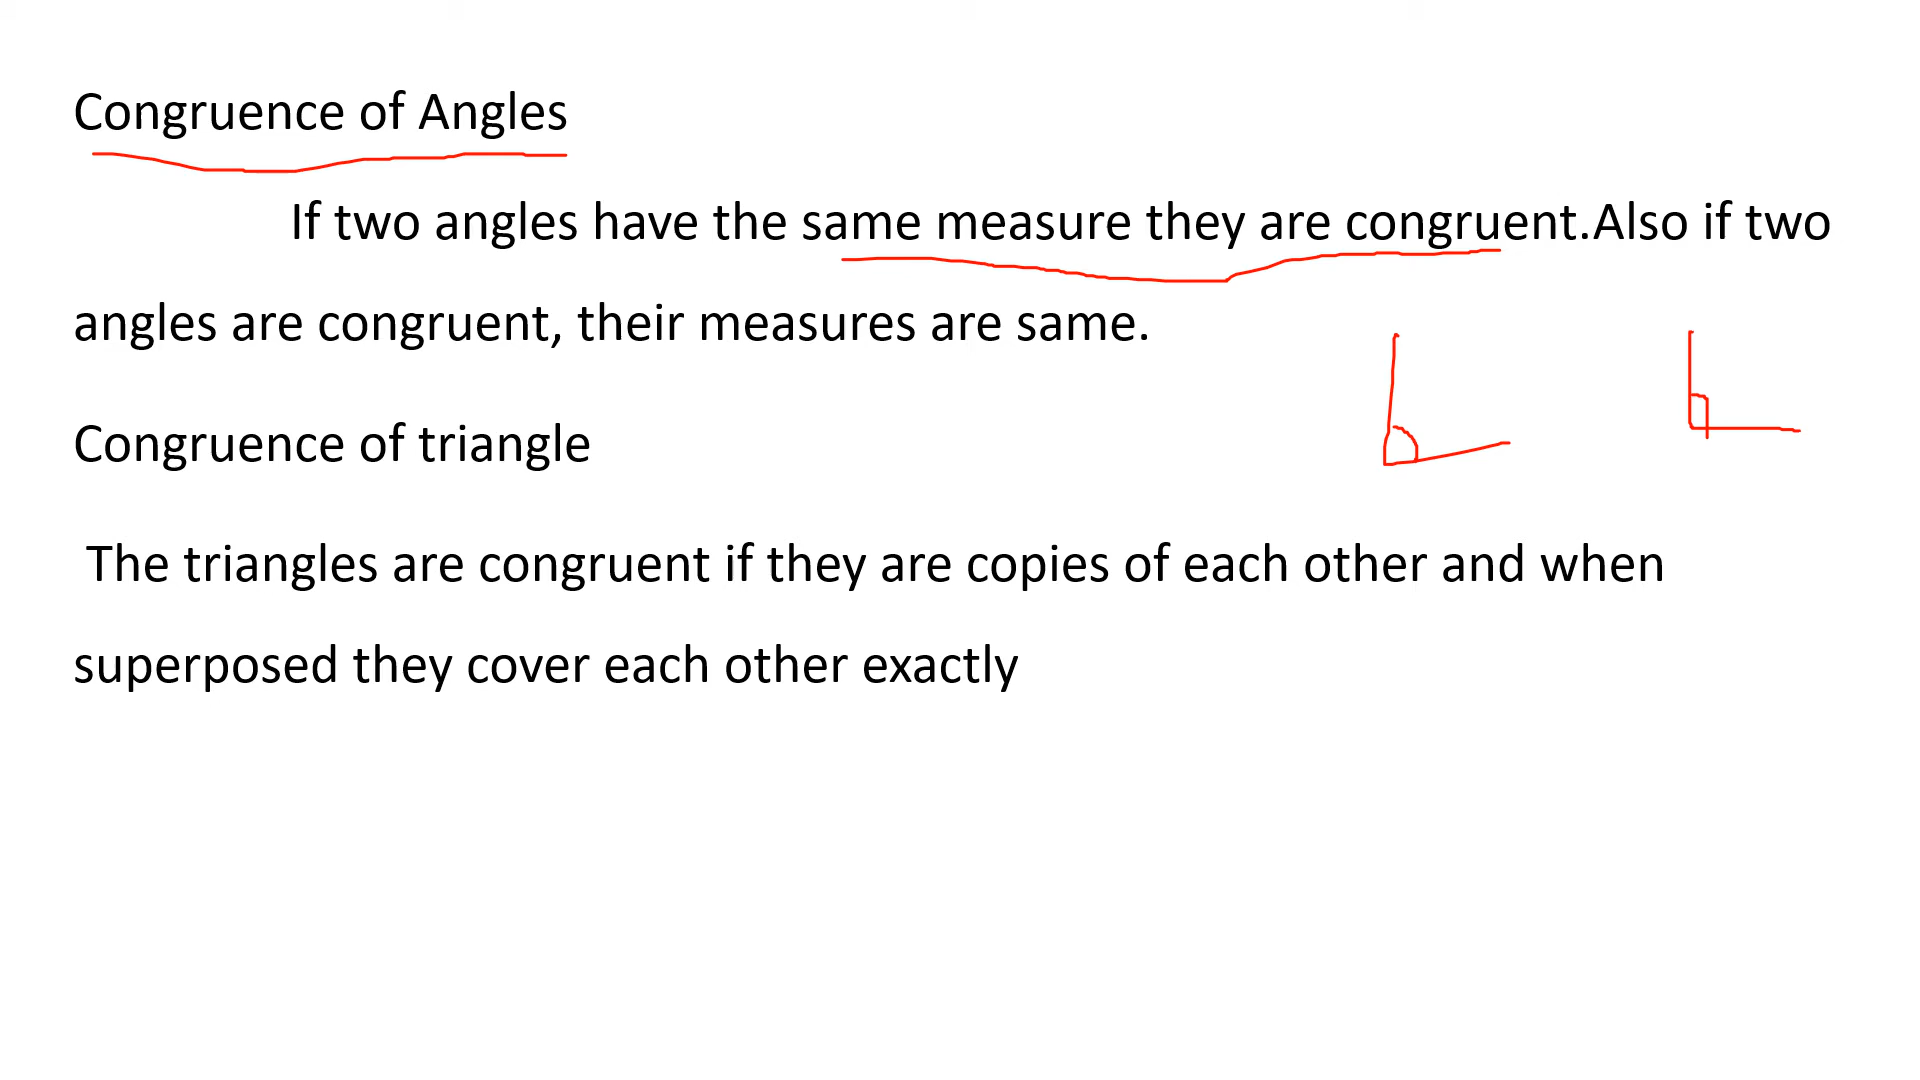 Congruence of Angles
If two angles have the same measure they are congruent.Also if two
angles are congruent, their measures are same.
Congruence of triangle
The triangles are congruent if they are copies of each other and when
superposed they cover each other exactly